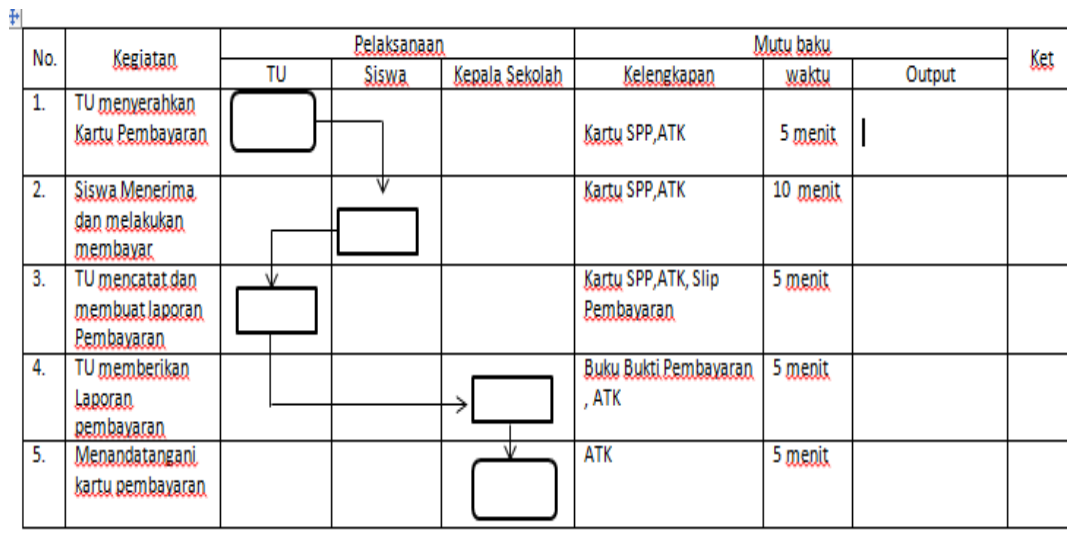 No. Kegiatan Pelaksanaan Mutu baku Ket
TU Siswa Kepala Sekolah Kelengkapan waktu Output
1. TU menyerahkan
Kartu Pembayaran Kartu SPP,ATK 5 menit
2. Siswa Menerima Kartu SPP,ATK 10 menit
dan melakukan
membayar
3. TU mencatat dan Kartu SPP,ATK, Slip 5 menit
membuat laporan Pembayaran
Pembayaran
4. TU memberikan Buku Bukti Pembayaran 5 menit
Laporan , ATK
pembayaran
5. Menandatangani ATK 5 menit
kartu pembayaran